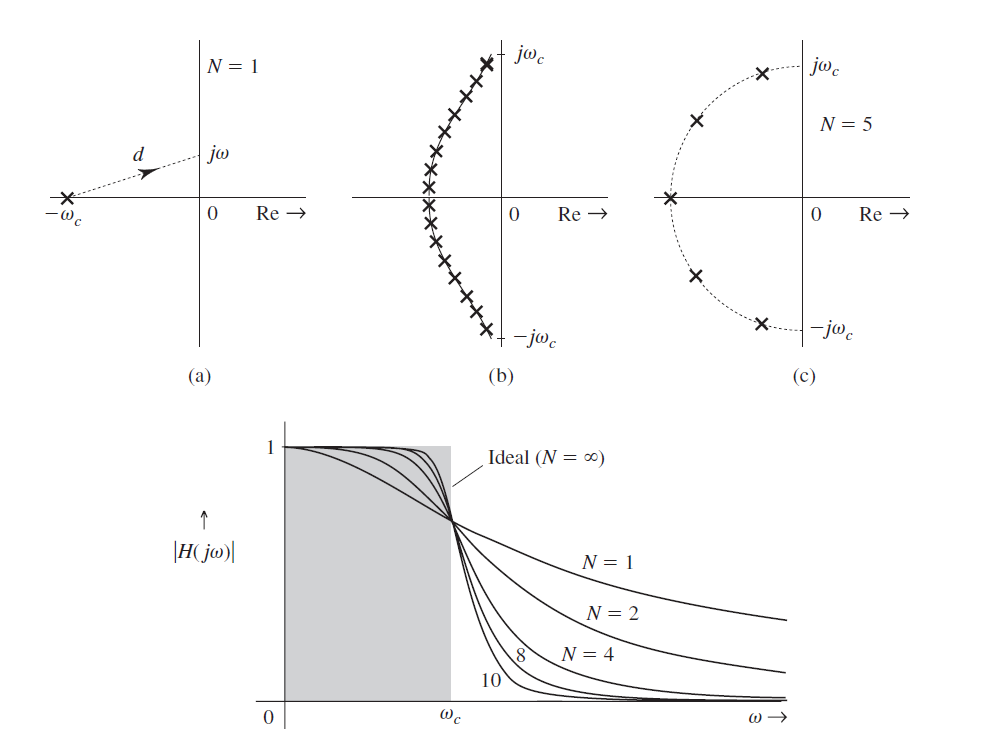 N = 1
d
jω
−ω_c
0
Re →
(a)
jω_c
0
Re →
−jω_c
(b)
jω_c
N = 5
0
Re →
−jω_c
(c)
1
Ideal (N = ∞)
↑
|H(jω)|
N = 1
N = 2
N = 4
8
10
0
ω_c
ω →